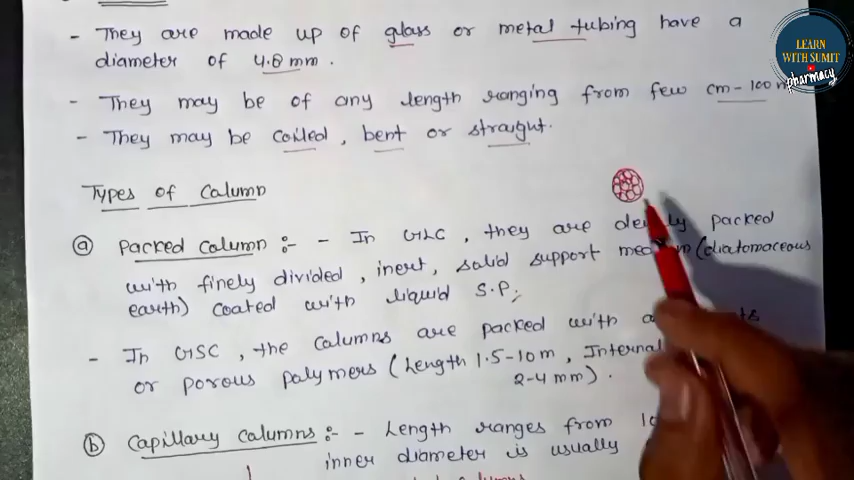 - They are made up of glass or metal tubing have a
diameter of 4.8 mm.
- They may be of any length ranging from few cm - 100 m
- They may be coiled, bent or straight.
Types of Column
ⓐ Packed column :- - In GLC, they are packed
with finely divided, inert, solid support (diatomaceous
earth) coated with liquid S.P;
- In GSC, the columns are packed with
or porous polymers (Length 1.5-10 m, Internal
2-4 mm).
ⓑ Capillary columns :- - Length ranges from
inner diameter is usually
LEARN
WITH SUMIT
pharmacy